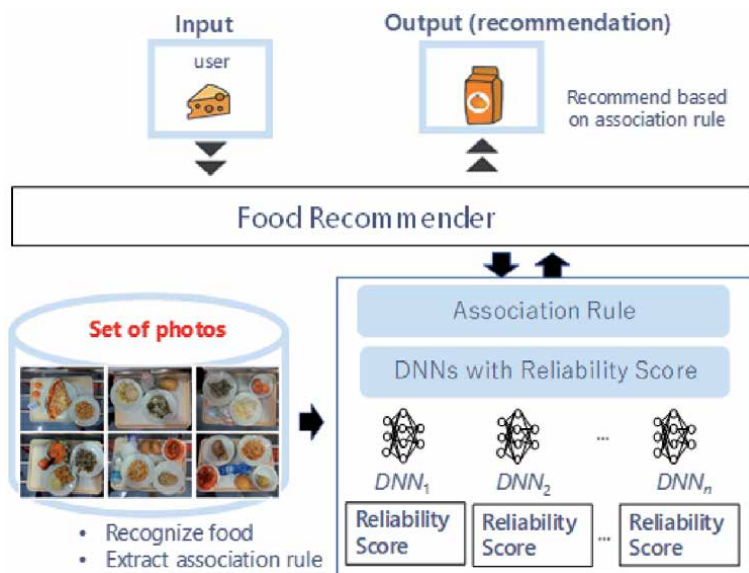 Input
Output (recommendation)
user
Recommend based
on association rule
Food Recommender
Set of photos
Association Rule
DNNs with Reliability Score
...
DNN1
DNN2
DNNn
Reliability
Score
Reliability
Score
...
Reliability
Score
• Recognize food
• Extract association rule